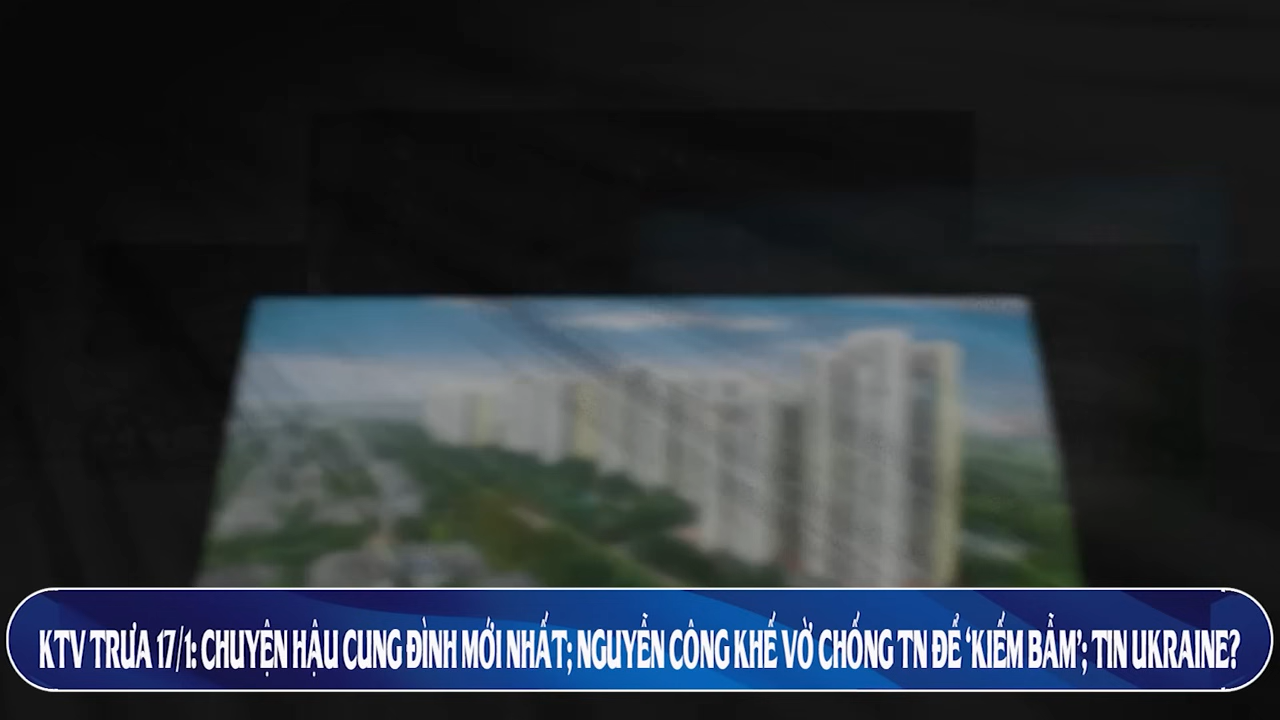 KTV TRƯA 17/1: CHUYỆN HẬU CUNG ĐÌNH MỚI NHẤT; NGUYỄN CÔNG KHẾ VỜ CHỐNG TN ĐỂ ‘KIẾM BẪM’; TIN UKRAINE?